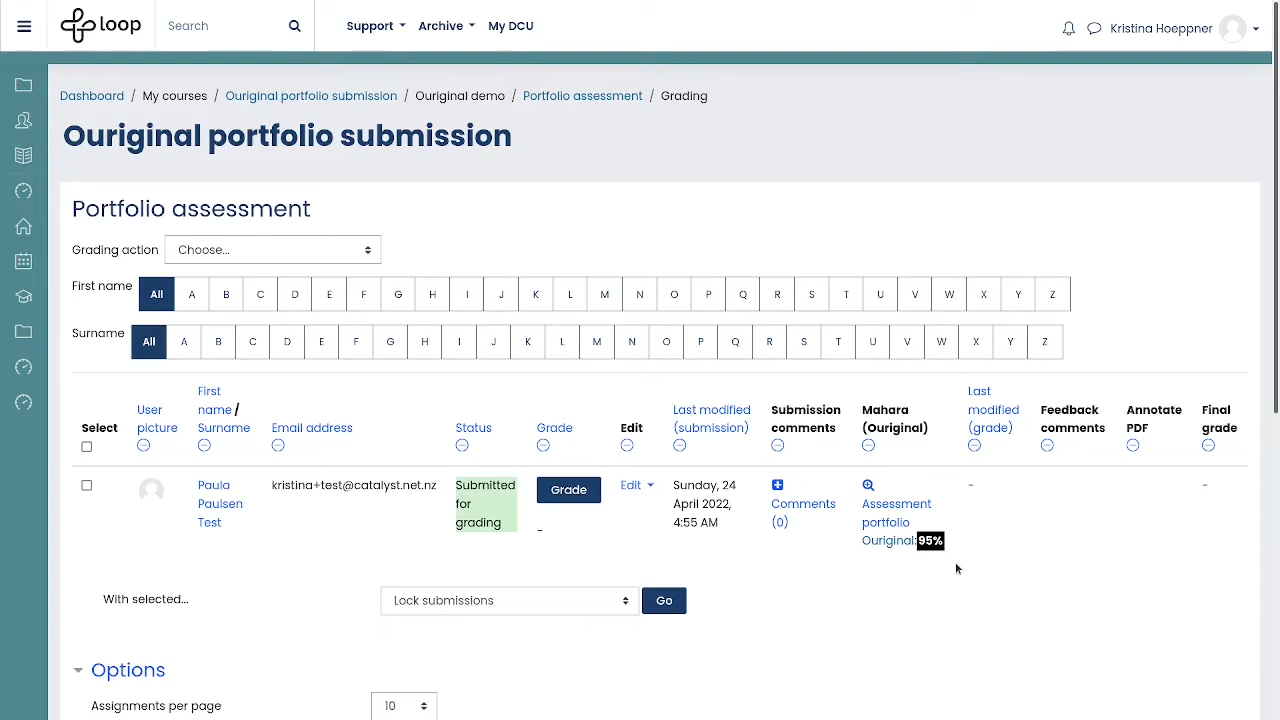 loop
Search
Support
Archive
My DCU
Kristina Hoeppner
Dashboard / My courses / Ouriginal portfolio submission / Ouriginal demo / Portfolio assessment / Grading
Ouriginal portfolio submission
Portfolio assessment
Grading action
Choose...
First name
All A B C D E F G H I J K L M N O P Q R S T U V W X Y Z
Surname
All A B C D E F G H I J K L M N O P Q R S T U V W X Y Z
Select
User
picture
First
name /
Surname
Email address
Status
Grade
Edit
Last modified
(submission)
Submission
comments
Mahara
(Ouriginal)
Last
modified
(grade)
Feedback
comments
Annotate
PDF
Final
grade
Paula
Paulsen
Test
kristina+test@catalyst.net.nz
Submitted
for
grading
Grade
-
Edit
Sunday, 24
April 2022,
4:55 AM
Comments
(0)
Assessment
portfolio
Ouriginal: 95%
-
-
With selected...
Lock submissions
Go
Options
Assignments per page
10